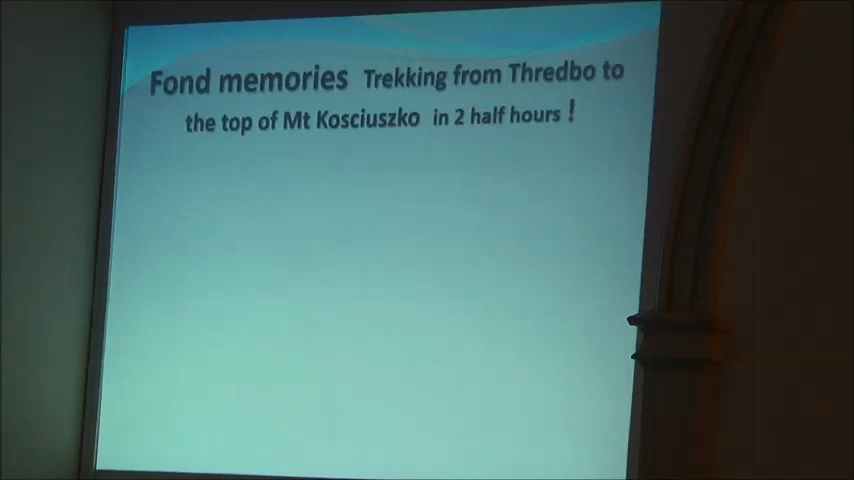 Fond memories Trekking from Thredbo to
the top of Mt Kosciuszko in 2 half hours !